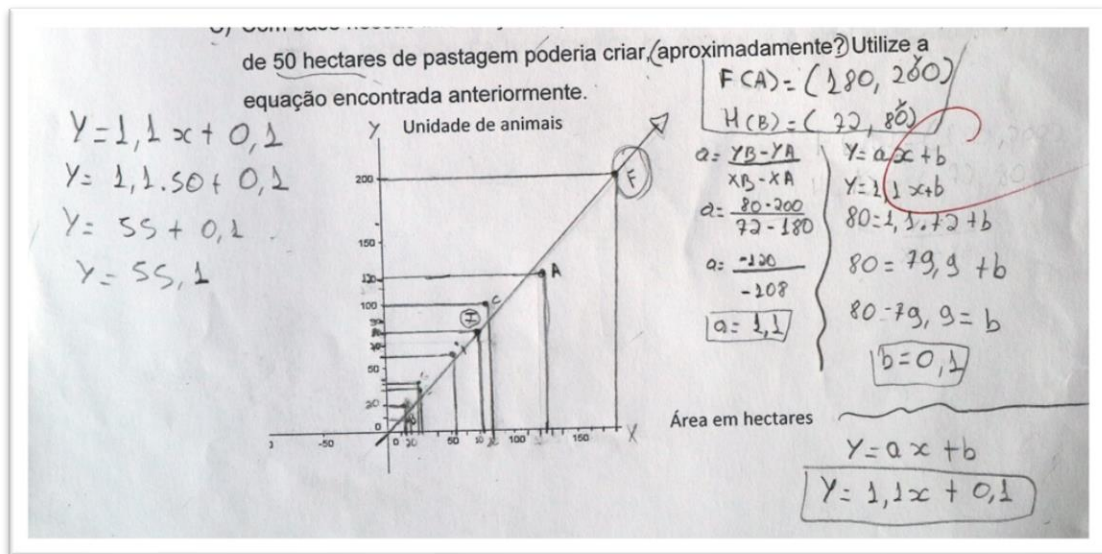 de 50 hectares de pastagem poderia criar,(aproximadamente?) Utilize a
equação encontrada anteriormente.
Y=1,1x+0,1
Y= 1,1.50+ 0,1
Y= 55+ 0,1
Y= 55,1
Y Unidade de animais
200
150
100
50
20
0
-50
0
50
100
150
X
F
A
C
Área em hectares
F(A)=(180, 200)
H(B)=( 72, 80)
a= YB-YA
XB-XA
a= 80-200
72-180
a= -120
-108
a= 1,1
Y= ax+b
Y=1,1x+b
80=1,1.72+b
80=79,9+b
80-79,9=b
b=0,1
Y=ax+b
Y=1,1x+0,1